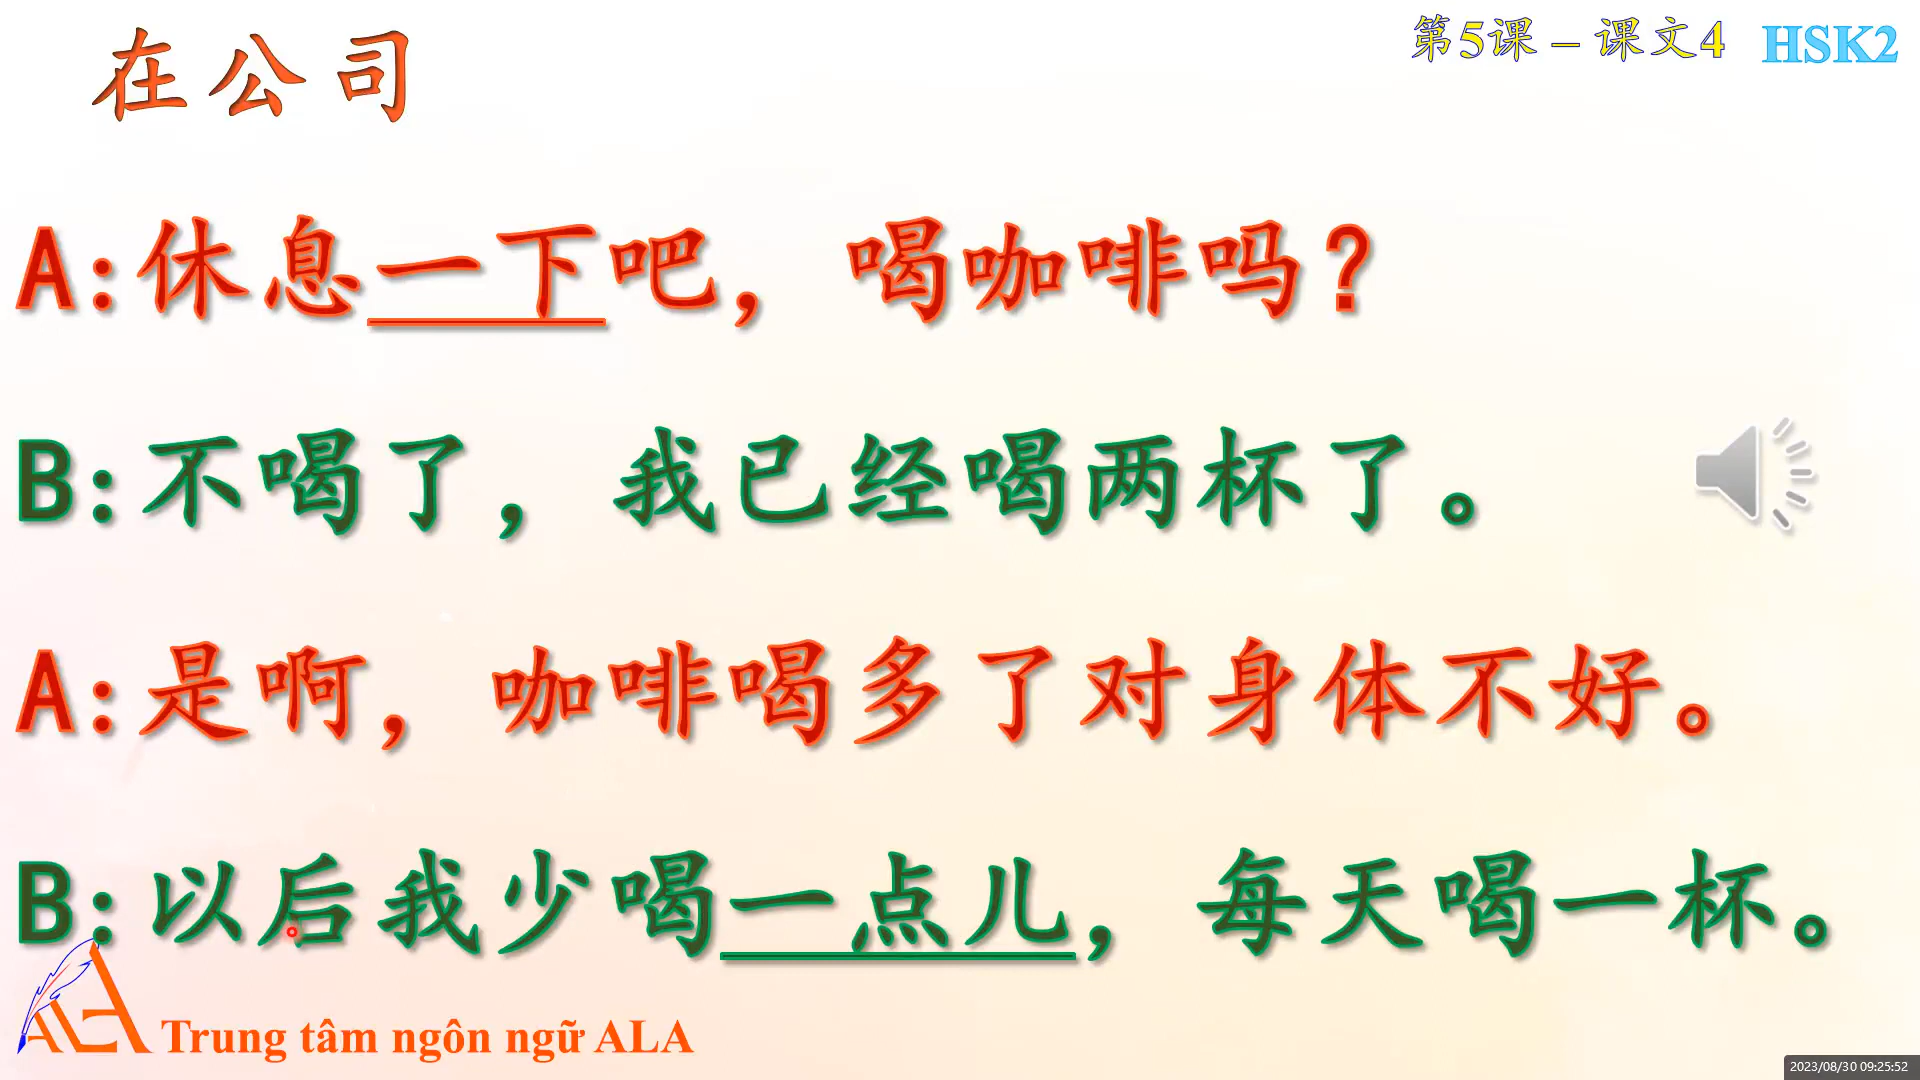 在公司
第5课 – 课文4 HSK2
A:休息一下吧，喝咖啡吗？
B:不喝了，我已经喝两杯了。
A:是啊，咖啡喝多了对身体不好。
B:以后我少喝一点儿，每天喝一杯。
ALA Trung tâm ngôn ngữ ALA
2023/08/30 09:25:52